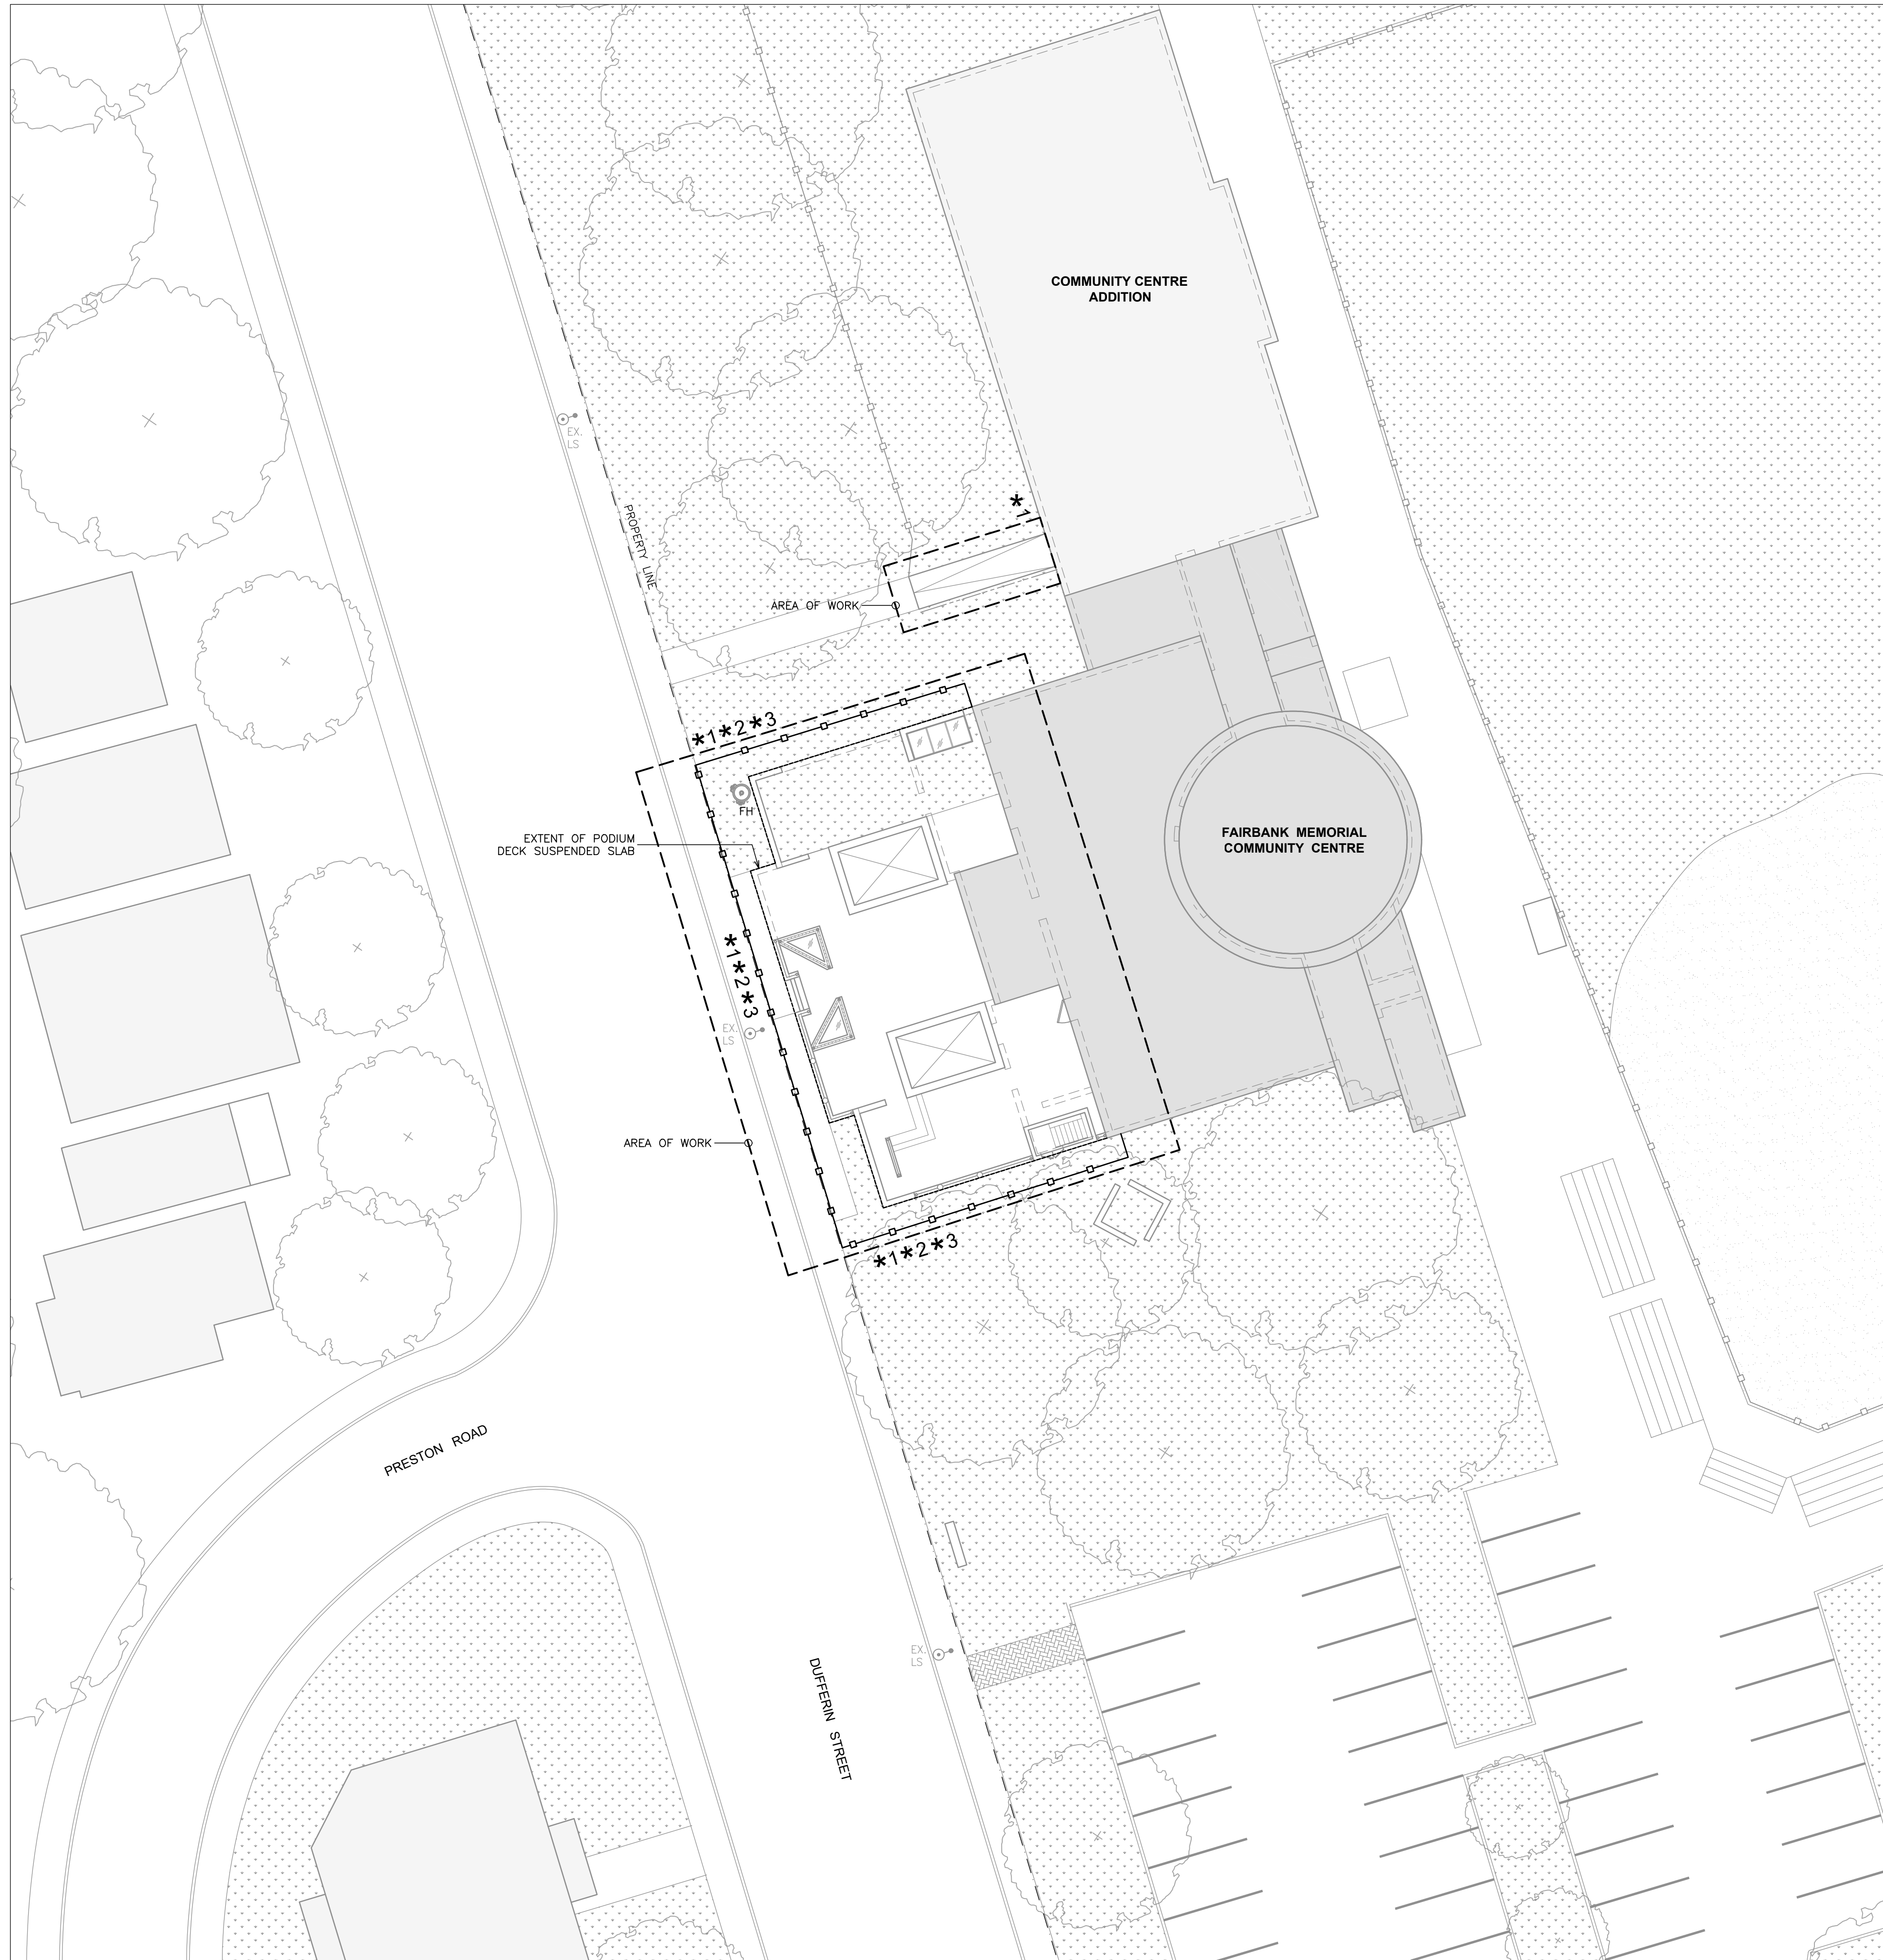 COMMUNITY CENTRE
ADDITION
EX.
LS
PROPERTY LINE
*1
AREA OF WORK
*1*2*3
FH
EXTENT OF PODIUM
DECK SUSPENDED SLAB
FAIRBANK MEMORIAL
COMMUNITY CENTRE
*1*2*3
EX.
LS
AREA OF WORK
*1*2*3
PRESTON ROAD
EX.
LS
DUFFERIN STREET